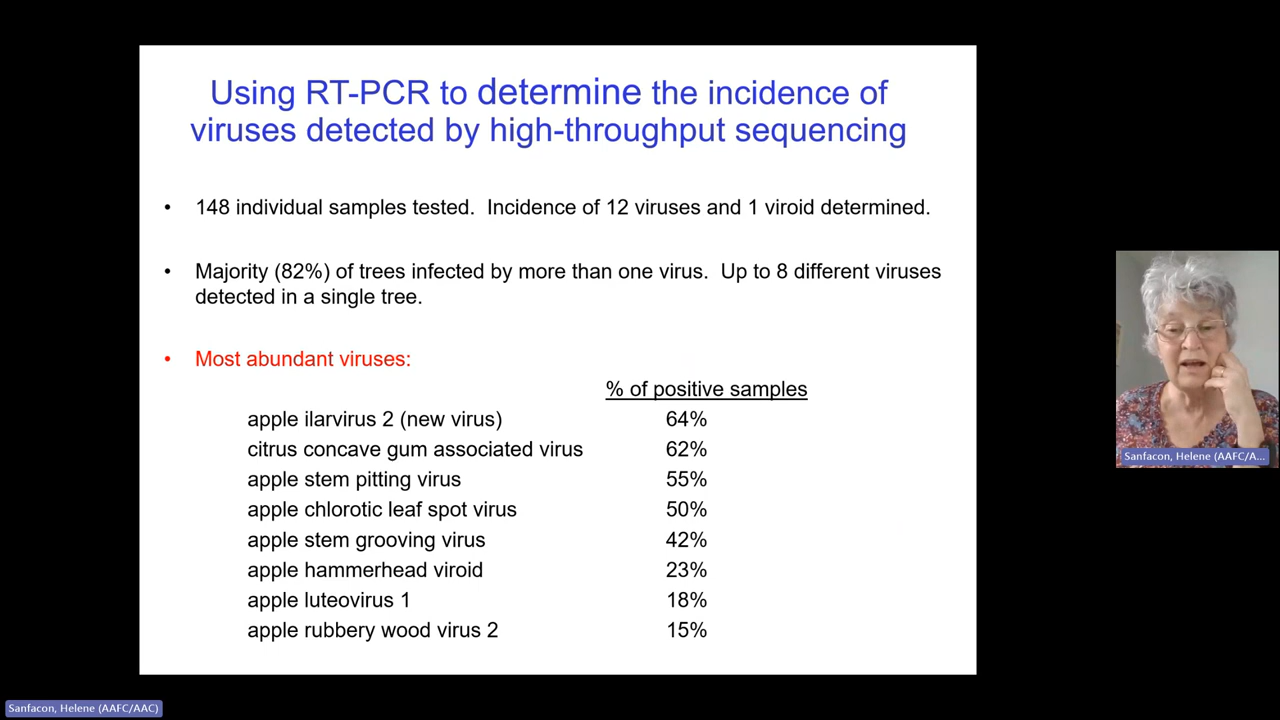 Using RT-PCR to determine the incidence of
viruses detected by high-throughput sequencing
• 148 individual samples tested.  Incidence of 12 viruses and 1 viroid determined.
• Majority (82%) of trees infected by more than one virus.  Up to 8 different viruses
detected in a single tree.
• Most abundant viruses:
% of positive samples
apple ilarvirus 2 (new virus) 64%
citrus concave gum associated virus 62%
apple stem pitting virus 55%
apple chlorotic leaf spot virus 50%
apple stem grooving virus 42%
apple hammerhead viroid 23%
apple luteovirus 1 18%
apple rubbery wood virus 2 15%
Sanfacon, Helene (AAFC/A...
Sanfacon, Helene (AAFC/AAC)